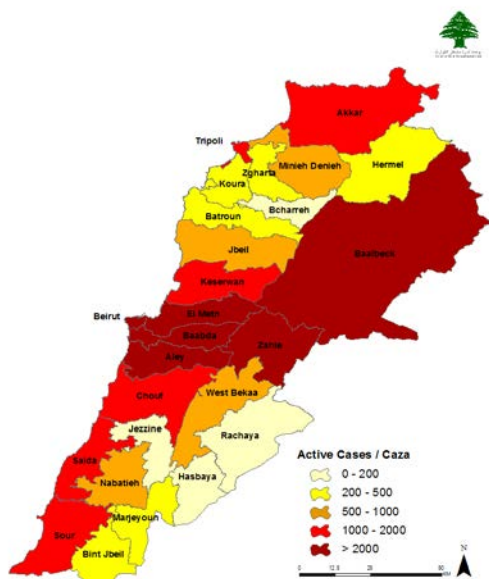 Akkar
Tripoli
Minieh Denieh
Hermel
Zgharta
Koura
Bcharreh
Batroun
Baalbeck
Jbeil
Keserwan
Beirut
El Metn
Baabda
Zahle
Aley
Chouf
West Bekaa
Jezzine
Rachaya
Saida
Hasbaya
Nabatieh
Marjeyoun
Sour
Bint Jbeil
Active Cases / Caza
0 - 200
200 - 500
500 - 1000
1000 - 2000
> 2000
N